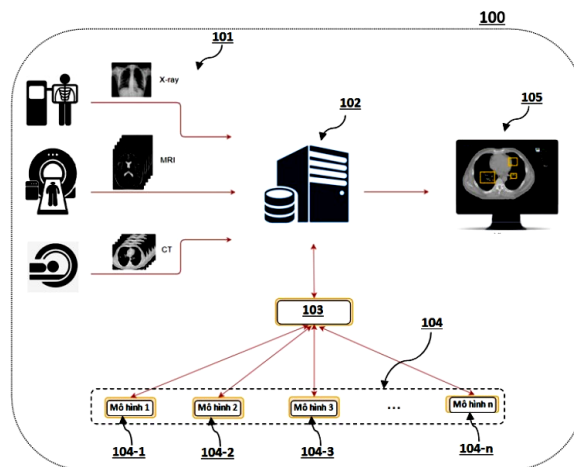 100
101
X-ray
102
105
MRI
CT
103
104
Mô hình 1
Mô hình 2
Mô hình 3
...
Mô hình n
104-1
104-2
104-3
104-n